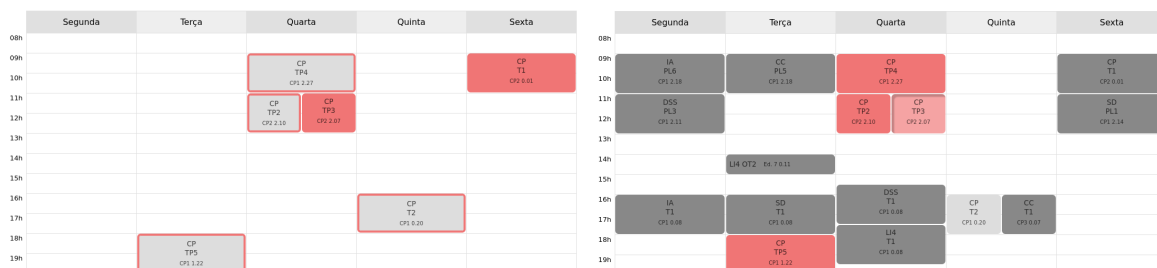 Segunda Terça Quarta Quinta Sexta
08h
09h
10h
11h
12h
13h
14h
15h
16h
17h
18h
19h
CP
TP4
CP1 2.27
CP
T1
CP2 0.01
CP
TP2
CP2 2.10
CP
TP3
CP2 2.07
CP
T2
CP1 0.20
CP
TP5
CP1 1.22
Segunda Terça Quarta Quinta Sexta
08h
09h
10h
11h
12h
13h
14h
15h
16h
17h
18h
19h
IA
PL6
CP1 2.18
CC
PL5
CP1 2.18
CP
TP4
CP1 2.27
CP
T1
CP2 0.01
DSS
PL3
CP1 2.11
CP
TP2
CP2 2.10
CP
TP3
CP2 2.07
SD
PL1
CP1 2.14
LI4 OT2 Ed. 7 0.11
DSS
T1
CP1 0.08
IA
T1
CP1 0.08
SD
T1
CP1 0.08
CP
T2
CP1 0.20
CC
T1
CP3 0.07
LI4
T1
CP1 0.08
CP
TP5
CP1 1.22